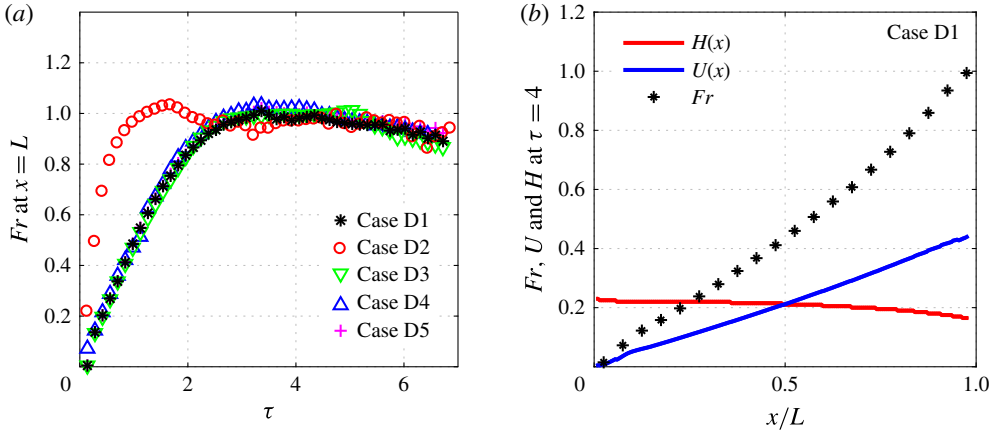 (a)
1.2
1.0
0.8
0.6
0.4
0.2
0
2
4
6
Fr at x = L
τ
Case D1
Case D2
Case D3
Case D4
Case D5
(b)
1.4
1.2
1.0
0.8
0.6
0.4
0.2
0
0.5
1.0
Fr, U and H at τ = 4
x/L
Case D1
H(x)
U(x)
Fr